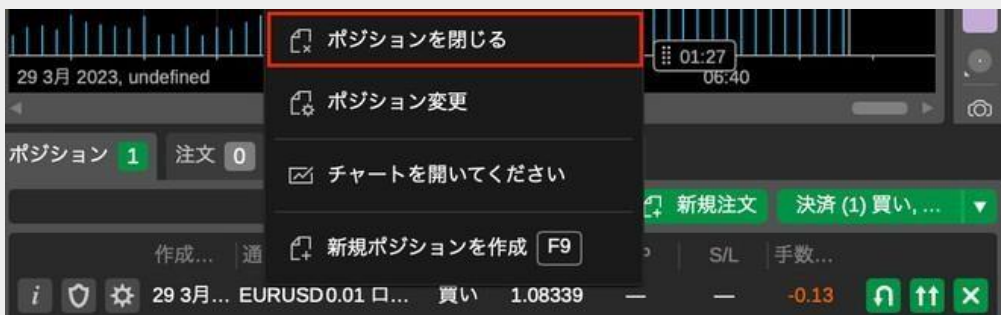 ポジションを閉じる
01:27
29 3月 2023, undefined
06:40
ポジション変更
ポジション 1 注文 0
チャートを開いてください
新規注文 決済 (1) 買い, ...
新規ポジションを作成 F9
作成... 通 S/L 手数...
29 3月... EURUSD 0.01 ロ... 買い 1.08339 — — -0.13